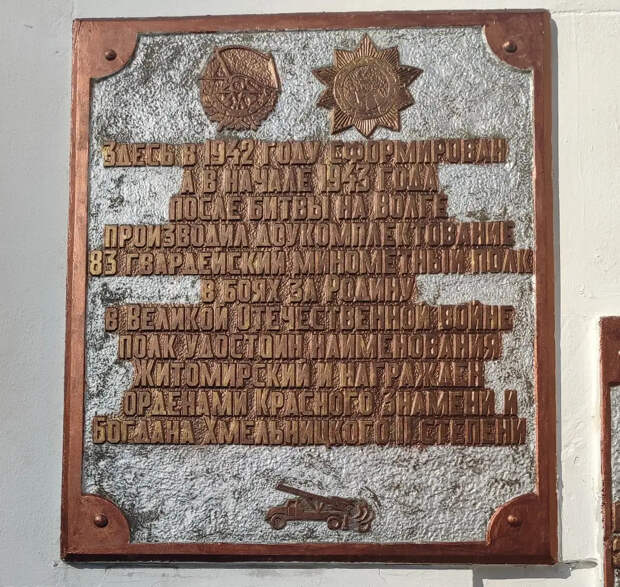 ЗДЕСЬ В 1942 ГОДУ СФОРМИРОВАН
А В НАЧАЛЕ 1943 ГОДА
ПОСЛЕ БИТВЫ НА ВОЛГЕ
ПРОИЗВОДИЛ ДОУКОМПЛЕКТОВАНИЕ
83 ГВАРДЕЙСКИЙ МИНОМЕТНЫЙ ПОЛК
В БОЯХ ЗА РОДИНУ
В ВЕЛИКОЙ ОТЕЧЕСТВЕННОЙ ВОЙНЕ
ПОЛК УДОСТОИН НАИМЕНОВАНИЯ
ЖИТОМИРСКИЙ И НАГРАЖДЕН
ОРДЕНАМИ КРАСНОГО ЗНАМЕНИ И
БОГДАНА ХМЕЛЬНИЦКОГО II СТЕПЕНИ